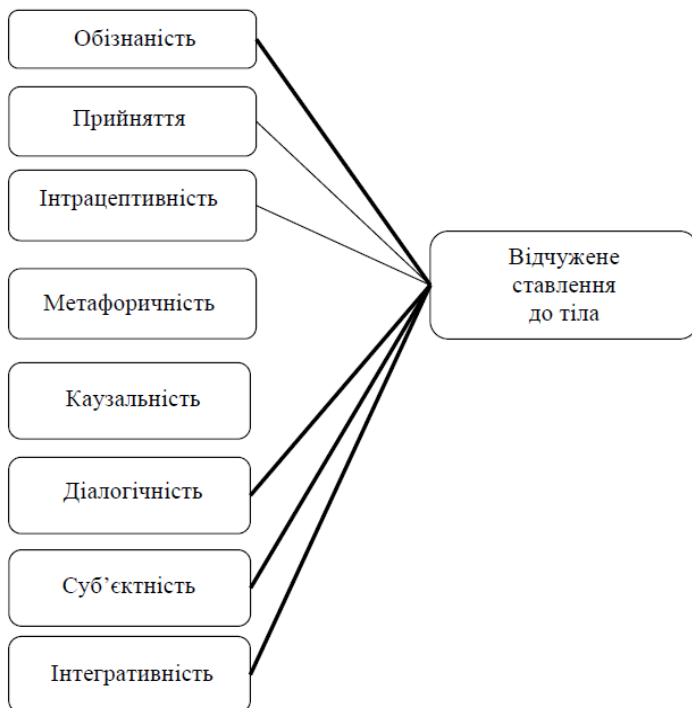 Обізнаність
Прийняття
Інтрацептивність
Метафоричність
Каузальність
Діалогічність
Суб’єктність
Інтегративність
Відчужене
ставлення
до тіла